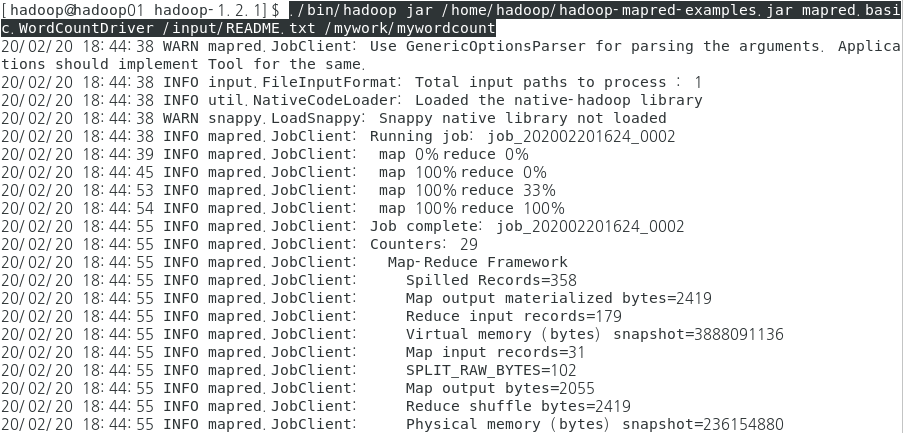 [hadoop@hadoop01 hadoop-1.2.1]$ ./bin/hadoop jar /home/hadoop/hadoop-mapred-examples.jar mapred.basi
c.WordCountDriver /input/README.txt /mywork/mywordcount
20/02/20 18:44:38 WARN mapred.JobClient: Use GenericOptionsParser for parsing the arguments. Applica
tions should implement Tool for the same.
20/02/20 18:44:38 INFO input.FileInputFormat: Total input paths to process : 1
20/02/20 18:44:38 INFO util.NativeCodeLoader: Loaded the native-hadoop library
20/02/20 18:44:38 WARN snappy.LoadSnappy: Snappy native library not loaded
20/02/20 18:44:38 INFO mapred.JobClient: Running job: job_202002201624_0002
20/02/20 18:44:39 INFO mapred.JobClient:  map 0% reduce 0%
20/02/20 18:44:45 INFO mapred.JobClient:  map 100% reduce 0%
20/02/20 18:44:53 INFO mapred.JobClient:  map 100% reduce 33%
20/02/20 18:44:54 INFO mapred.JobClient:  map 100% reduce 100%
20/02/20 18:44:55 INFO mapred.JobClient: Job complete: job_202002201624_0002
20/02/20 18:44:55 INFO mapred.JobClient: Counters: 29
20/02/20 18:44:55 INFO mapred.JobClient:   Map-Reduce Framework
20/02/20 18:44:55 INFO mapred.JobClient:     Spilled Records=358
20/02/20 18:44:55 INFO mapred.JobClient:     Map output materialized bytes=2419
20/02/20 18:44:55 INFO mapred.JobClient:     Reduce input records=179
20/02/20 18:44:55 INFO mapred.JobClient:     Virtual memory (bytes) snapshot=3888091136
20/02/20 18:44:55 INFO mapred.JobClient:     Map input records=31
20/02/20 18:44:55 INFO mapred.JobClient:     SPLIT_RAW_BYTES=102
20/02/20 18:44:55 INFO mapred.JobClient:     Map output bytes=2055
20/02/20 18:44:55 INFO mapred.JobClient:     Reduce shuffle bytes=2419
20/02/20 18:44:55 INFO mapred.JobClient:     Physical memory (bytes) snapshot=236154880